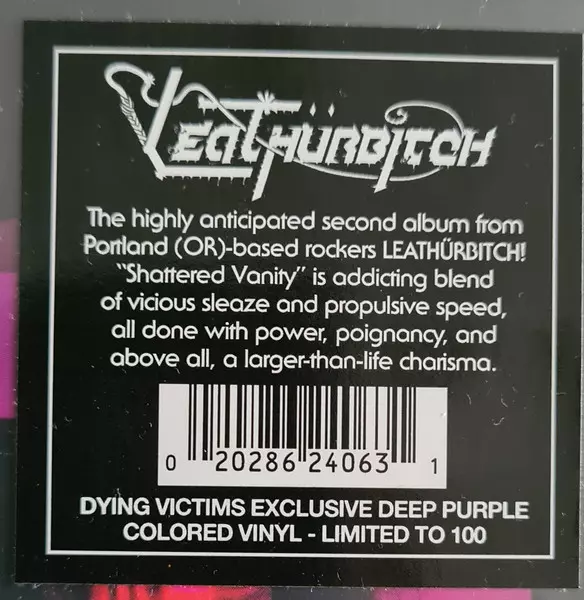 LEATHÜRBITCH
The highly anticipated second album from
Portland (OR)-based rockers LEATHÜRBITCH!
"Shattered Vanity" is addicting blend
of vicious sleaze and propulsive speed,
all done with power, poignancy, and
above all, a larger-than-life charisma.
0 20286 24063 1
DYING VICTIMS EXCLUSIVE DEEP PURPLE
COLORED VINYL - LIMITED TO 100